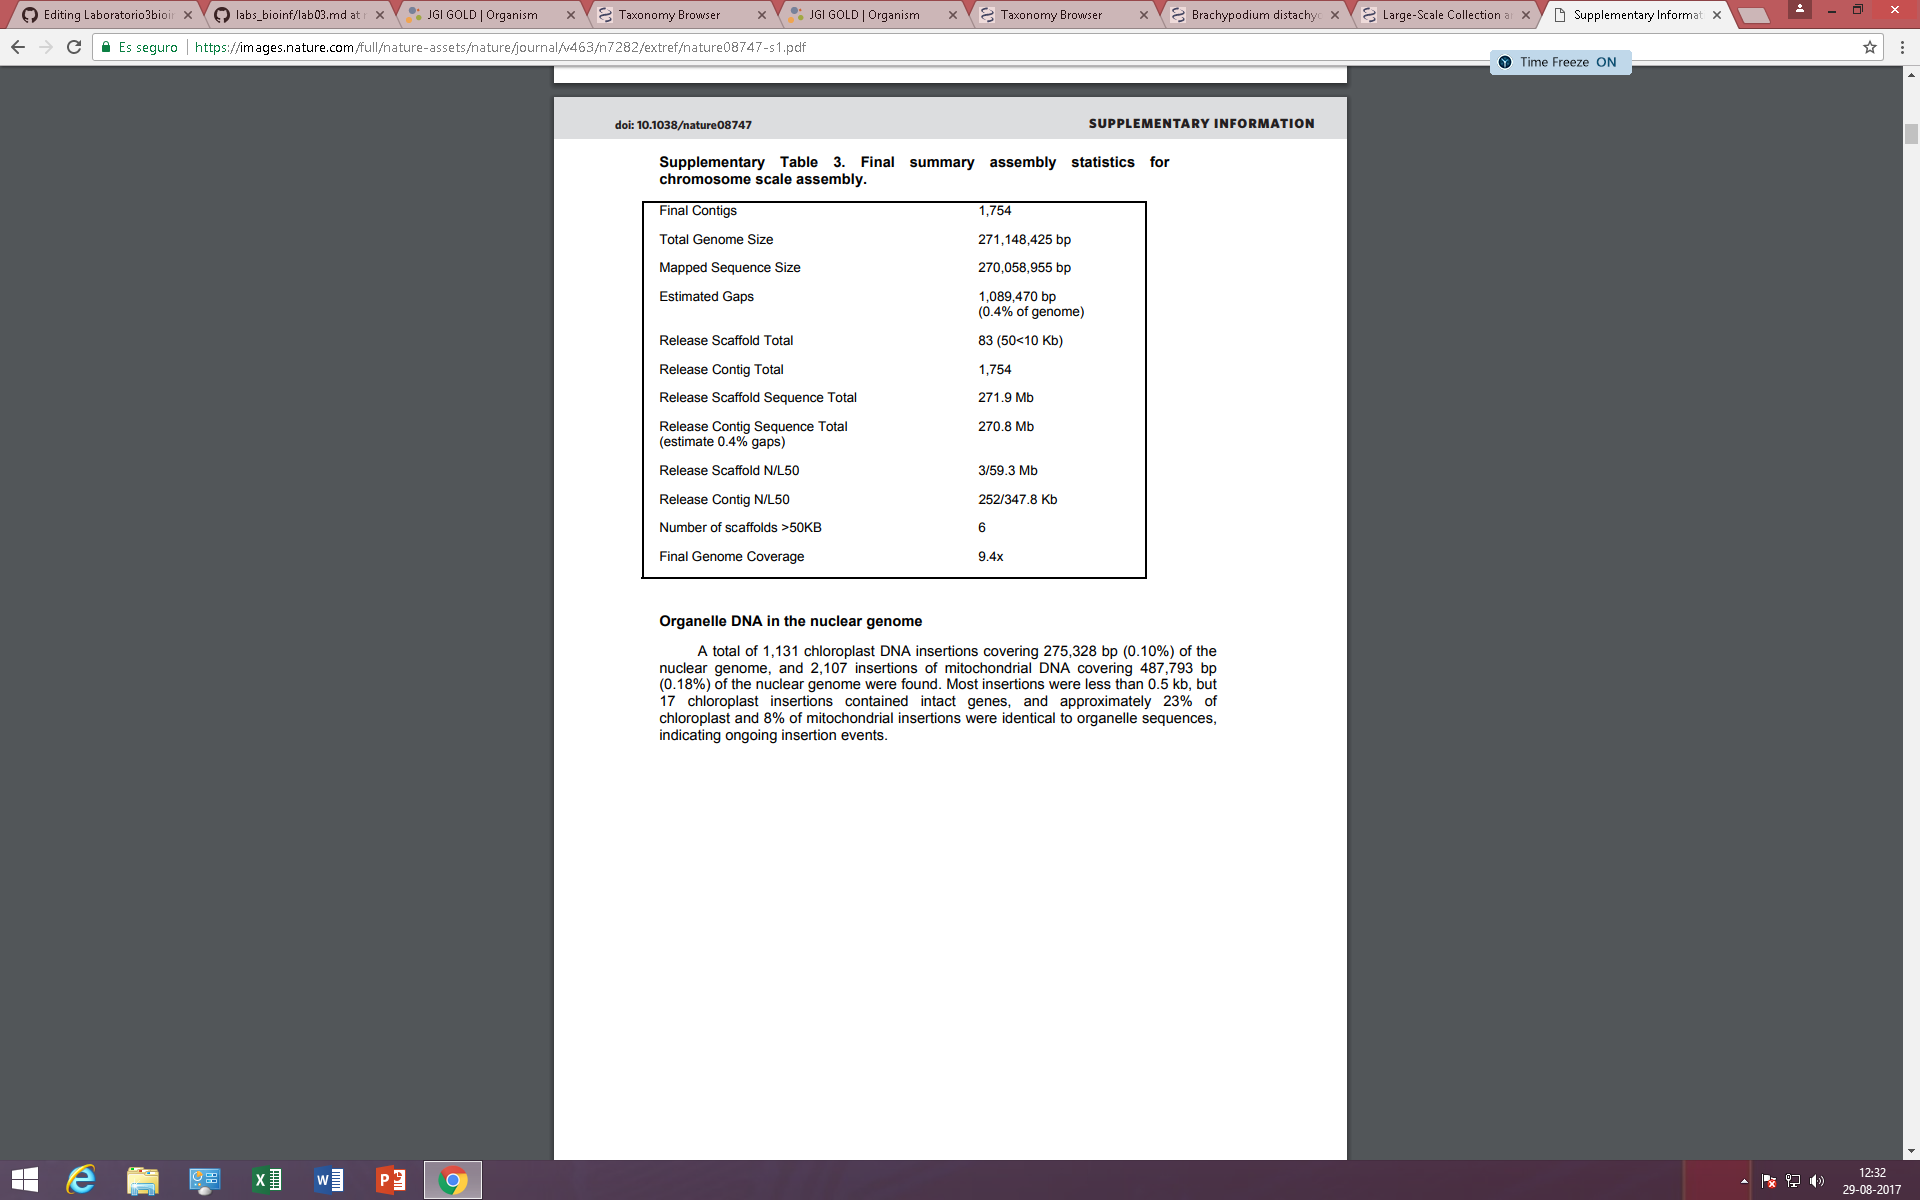 Editing Laboratorio3bioin
labs_bioinf/lab03.md at
JGI GOLD | Organism
Taxonomy Browser
JGI GOLD | Organism
Taxonomy Browser
Brachypodium distachyo
Large-Scale Collection a
Supplementary Informat
Es seguro
https://images.nature.com/full/nature-assets/nature/journal/v463/n7282/extref/nature08747-s1.pdf
Time Freeze ON
doi: 10.1038/nature08747 SUPPLEMENTARY INFORMATION
Supplementary Table 3. Final summary assembly statistics for
chromosome scale assembly.
Final Contigs 1,754
Total Genome Size 271,148,425 bp
Mapped Sequence Size 270,058,955 bp
Estimated Gaps 1,089,470 bp
(0.4% of genome)
Release Scaffold Total 83 (50<10 Kb)
Release Contig Total 1,754
Release Scaffold Sequence Total 271.9 Mb
Release Contig Sequence Total 270.8 Mb
(estimate 0.4% gaps)
Release Scaffold N/L50 3/59.3 Mb
Release Contig N/L50 252/347.8 Kb
Number of scaffolds >50KB 6
Final Genome Coverage 9.4x
Organelle DNA in the nuclear genome
A total of 1,131 chloroplast DNA insertions covering 275,328 bp (0.10%) of the
nuclear genome, and 2,107 insertions of mitochondrial DNA covering 487,793 bp
(0.18%) of the nuclear genome were found. Most insertions were less than 0.5 kb, but
17 chloroplast insertions contained intact genes, and approximately 23% of
chloroplast and 8% of mitochondrial insertions were identical to organelle sequences,
indicating ongoing insertion events.
12:32
29-08-2017